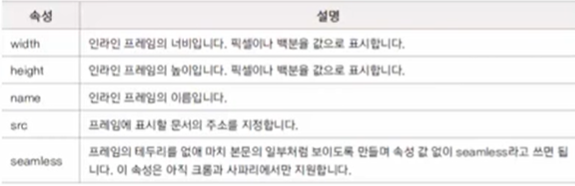 속성 설명
width 인라인 프레임의 너비입니다. 픽셀이나 백분율 값으로 표시합니다.
height 인라인 프레임의 높이입니다. 픽셀이나 백분율 값으로 표시합니다.
name 인라인 프레임의 이름입니다.
src 프레임에 표시할 문서의 주소를 지정합니다.
seamless 프레임의 테두리를 없애 마치 본문의 일부처럼 보이도록 만들며 속성 값 없이 seamless라고 쓰면 됩
니다. 이 속성은 아직 크롬과 사파리에서만 지원합니다.